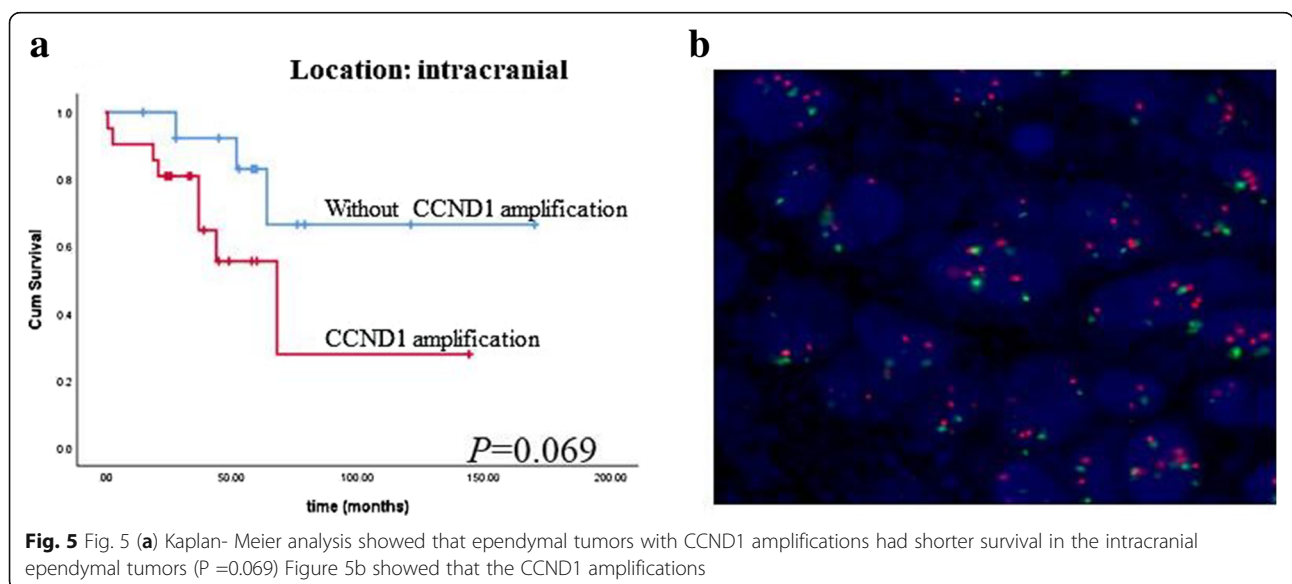 a
b
Location: intracranial
1.0
0.8
0.6
0.4
0.2
0.0
Cum Survival
Without CCND1 amplification
CCND1 amplification
P=0.069
.00 50.00 100.00 150.00 200.00
time (months)
Fig. 5 Fig. 5 (a) Kaplan- Meier analysis showed that ependymal tumors with CCND1 amplifications had shorter survival in the intracranial
ependymal tumors (P =0.069) Figure 5b showed that the CCND1 amplifications